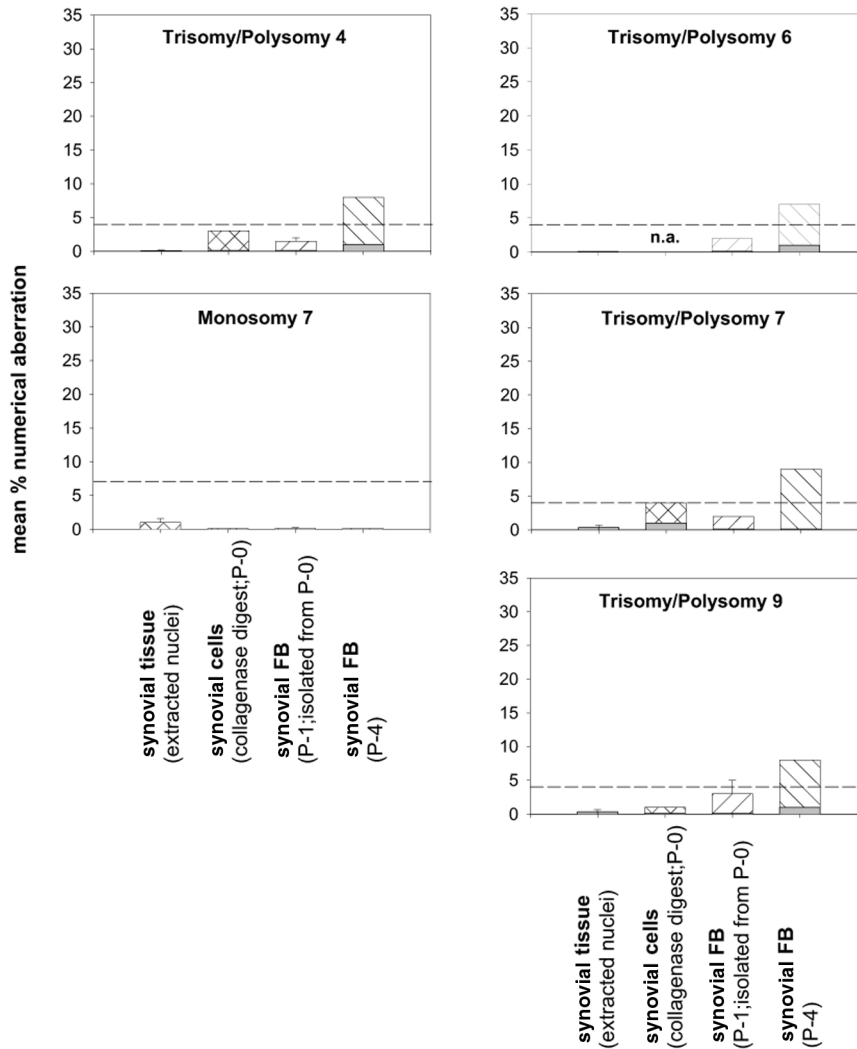 Trisomy/Polysomy 4
35
30
25
20
15
10
5
0
Trisomy/Polysomy 6
35
30
25
20
15
10
5
0
n.a.
mean % numerical aberration
Monosomy 7
35
30
25
20
15
10
5
0
Trisomy/Polysomy 7
35
30
25
20
15
10
5
0
synovial tissue
(extracted nuclei)
synovial cells
(collagenase digest;P-0)
synovial FB
(P-1;isolated from P-0)
synovial FB
(P-4)
Trisomy/Polysomy 9
35
30
25
20
15
10
5
0
synovial tissue
(extracted nuclei)
synovial cells
(collagenase digest;P-0)
synovial FB
(P-1;isolated from P-0)
synovial FB
(P-4)